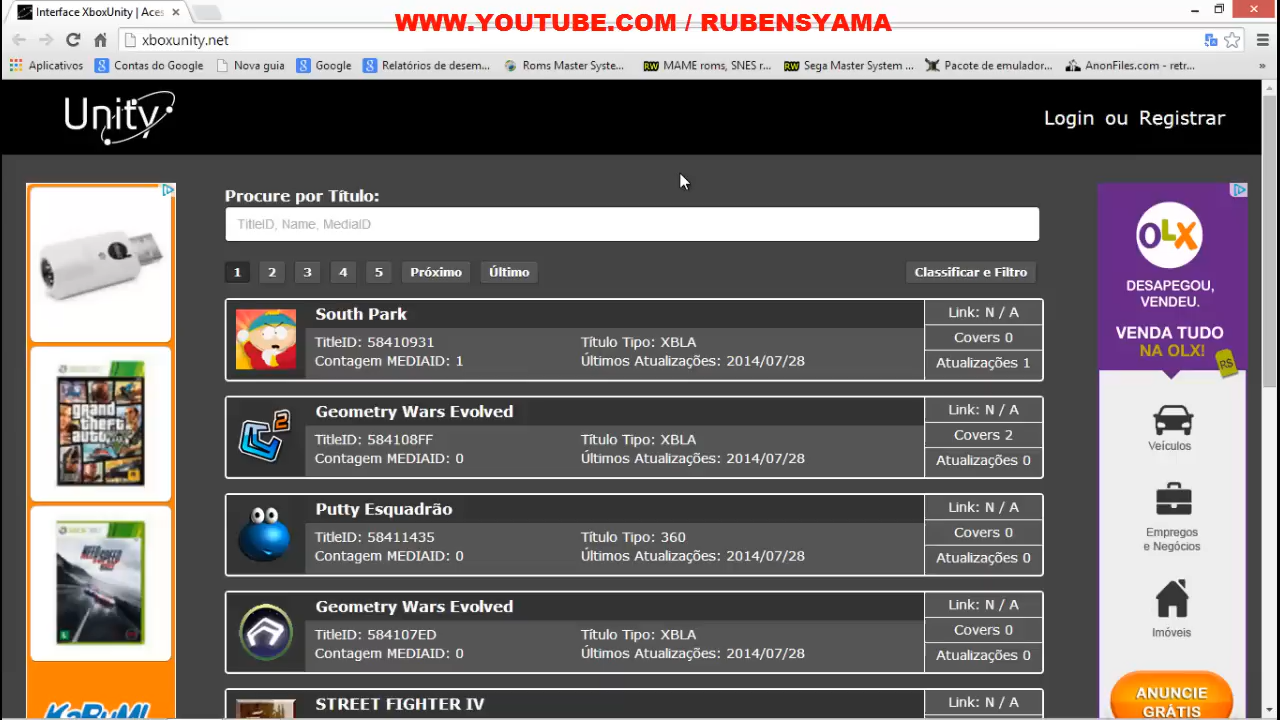 Interface XboxUnity | Aces
WWW.YOUTUBE.COM / RUBENSYAMA
xboxunity.net
Aplicativos
Contas do Google
Nova guia
Google
Relatórios de desem...
Roms Master Syste...
MAME roms, SNES r...
Sega Master System ...
Pacote de emulador...
AnonFiles.com - retr...
»
Unity
Login ou Registrar
Procure por Título:
TitleID, Name, MediaID
1 2 3 4 5 Próximo Último
Classificar e Filtro
South Park
TitleID: 58410931
Título Tipo: XBLA
Contagem MEDIAID: 1
Últimos Atualizações: 2014/07/28
Link: N / A
Covers 0
Atualizações 1
Geometry Wars Evolved
TitleID: 584108FF
Título Tipo: XBLA
Contagem MEDIAID: 0
Últimos Atualizações: 2014/07/28
Link: N / A
Covers 2
Atualizações 0
Putty Esquadrão
TitleID: 58411435
Título Tipo: 360
Contagem MEDIAID: 0
Últimos Atualizações: 2014/07/28
Link: N / A
Covers 0
Atualizações 0
Geometry Wars Evolved
TitleID: 584107ED
Título Tipo: XBLA
Contagem MEDIAID: 0
Últimos Atualizações: 2014/07/28
Link: N / A
Covers 0
Atualizações 0
STREET FIGHTER IV
Link: N / A
grand
theft
auto
KaBuM!
OLX
DESAPEGOU,
VENDEU.
VENDA TUDO
NA OLX!
R$
Veículos
Empregos
e Negócios
Imóveis
ANUNCIE
GRÁTIS